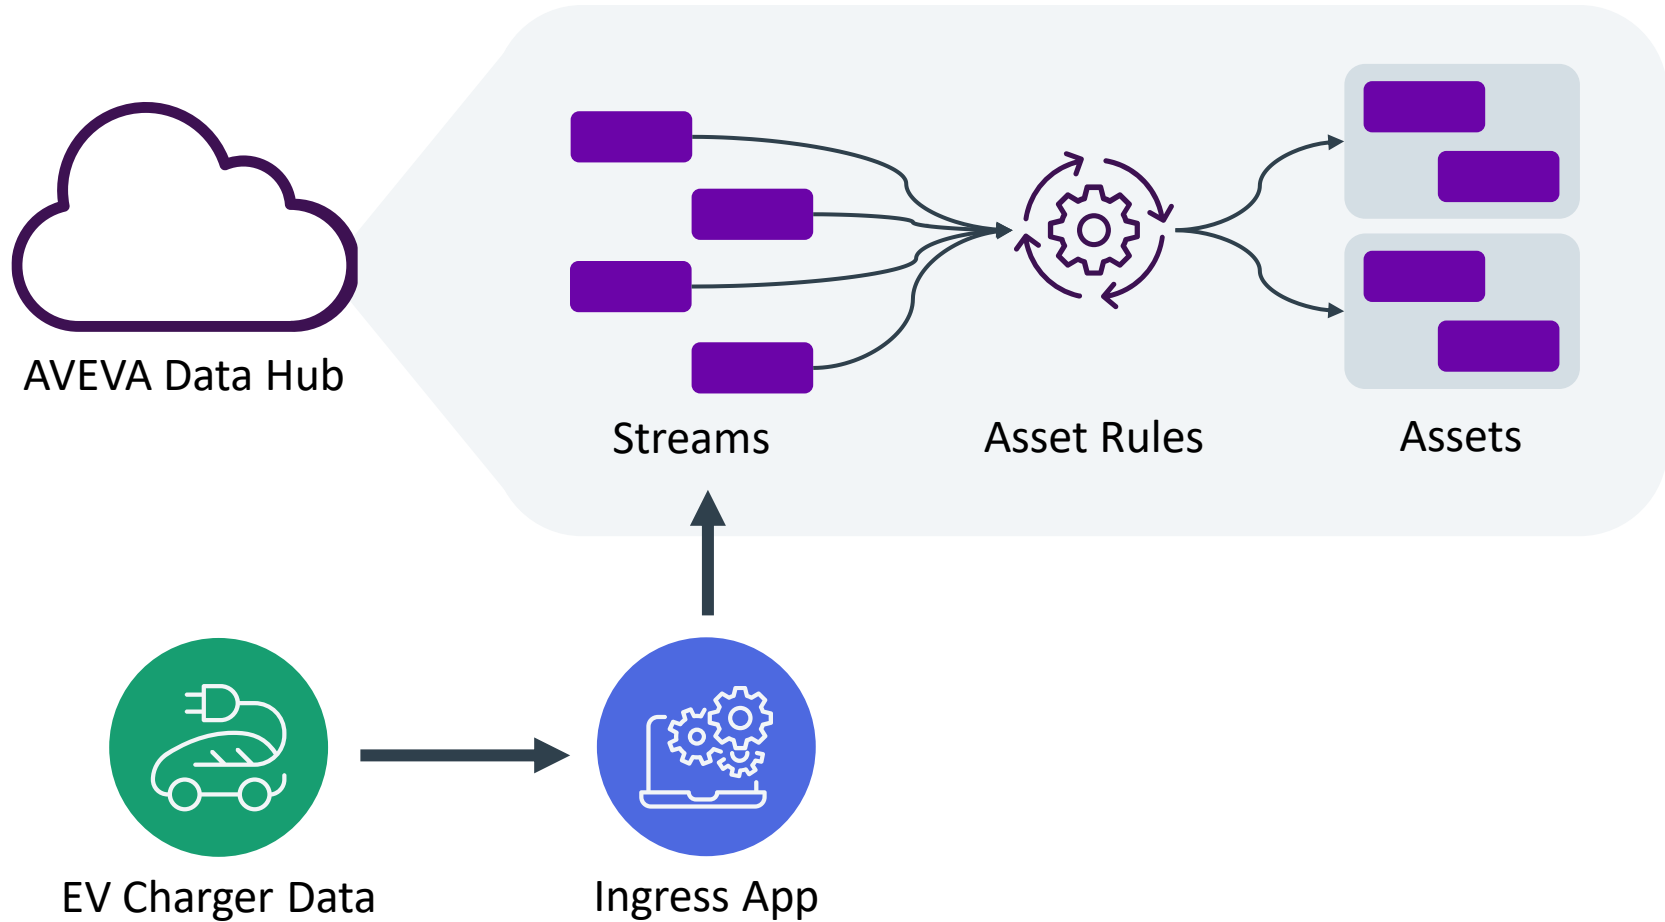 AVEVA Data Hub
Streams
Asset Rules
Assets
EV Charger Data
Ingress App